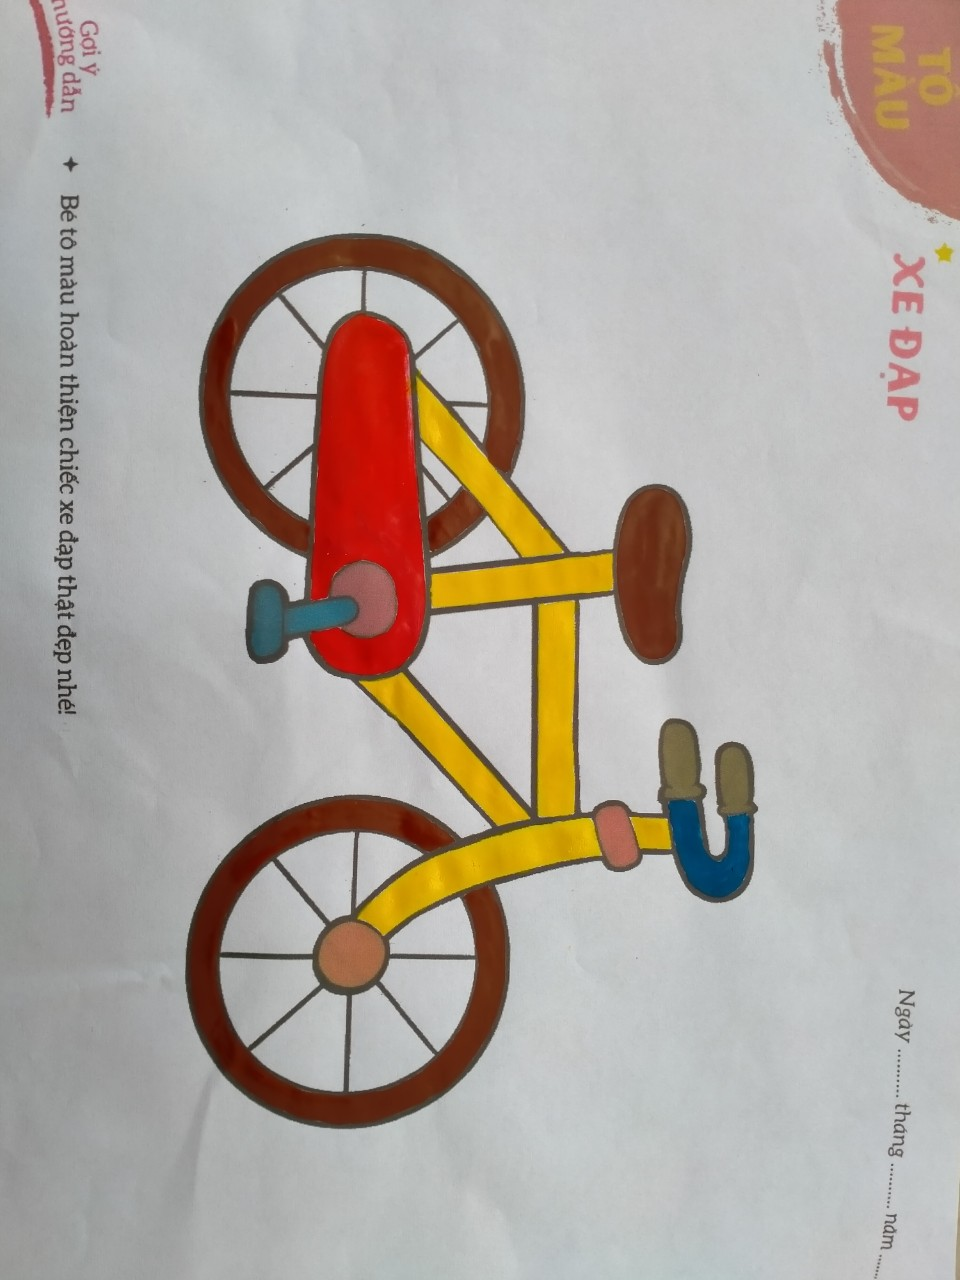 TÔ
MÀU
XE ĐẠP
Ngày .......... tháng .......... năm ......
Gợi ý
hướng dẫn
✦ Bé tô màu hoàn thiện chiếc xe đạp thật đẹp nhé!